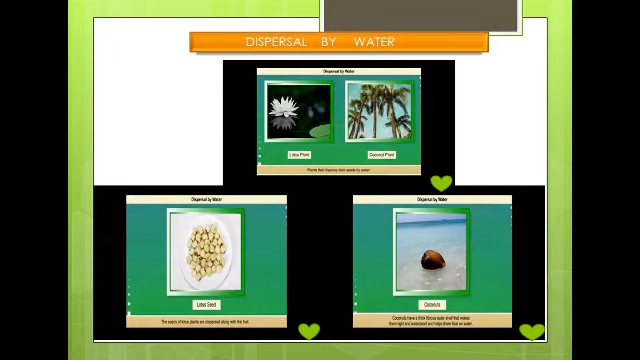 DISPERSAL BY WATER
Dispersal by Water
Lotus Plant
Coconut Plant
Plants that disperse their seeds by water
Dispersal by Water
Lotus Seed
The seeds of lotus plants are dispersed along with the fruit.
Dispersal by Water
Coconuts
Coconuts have a thick fibrous outer shell that makes
them light and waterproof and helps them float on water.